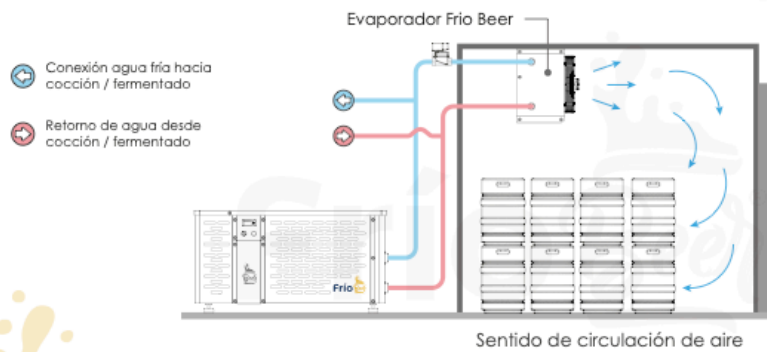 Evaporador Frio Beer
Conexión agua fría hacia
cocción / fermentado
Retorno de agua desde
cocción / fermentado
Frío
Sentido de circulación de aire